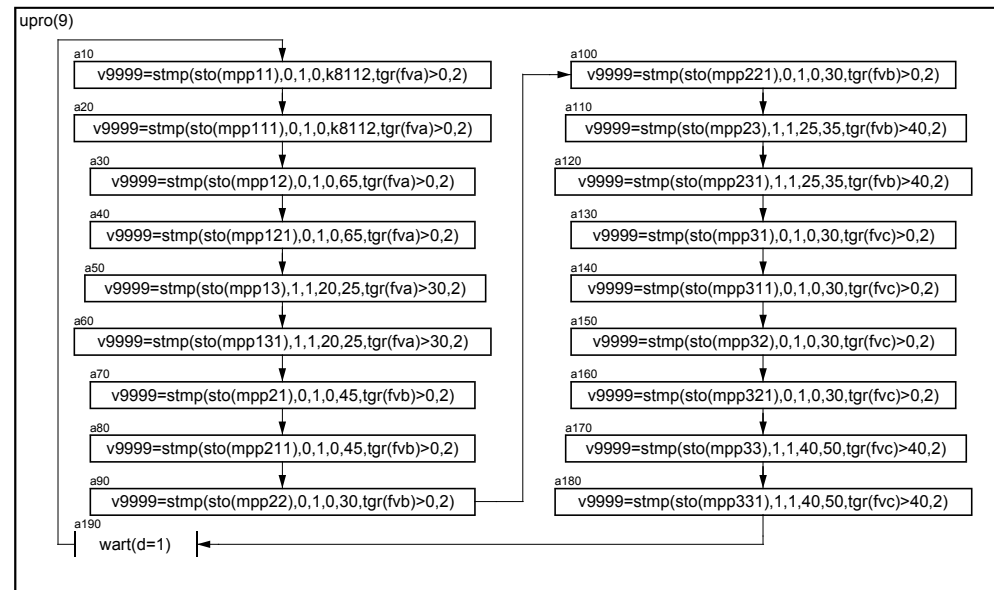 upro(9)
a10
v9999=stmp(sto(mpp11),0,1,0,k8112,tgr(fva)>0,2)
a20
v9999=stmp(sto(mpp111),0,1,0,k8112,tgr(fva)>0,2)
a30
v9999=stmp(sto(mpp12),0,1,0,65,tgr(fva)>0,2)
a40
v9999=stmp(sto(mpp121),0,1,0,65,tgr(fva)>0,2)
a50
v9999=stmp(sto(mpp13),1,1,20,25,tgr(fva)>30,2)
a60
v9999=stmp(sto(mpp131),1,1,20,25,tgr(fva)>30,2)
a70
v9999=stmp(sto(mpp21),0,1,0,45,tgr(fvb)>0,2)
a80
v9999=stmp(sto(mpp211),0,1,0,45,tgr(fvb)>0,2)
a90
v9999=stmp(sto(mpp22),0,1,0,30,tgr(fvb)>0,2)
a100
v9999=stmp(sto(mpp221),0,1,0,30,tgr(fvb)>0,2)
a110
v9999=stmp(sto(mpp23),1,1,25,35,tgr(fvb)>40,2)
a120
v9999=stmp(sto(mpp231),1,1,25,35,tgr(fvb)>40,2)
a130
v9999=stmp(sto(mpp31),0,1,0,30,tgr(fvc)>0,2)
a140
v9999=stmp(sto(mpp311),0,1,0,30,tgr(fvc)>0,2)
a150
v9999=stmp(sto(mpp32),0,1,0,30,tgr(fvc)>0,2)
a160
v9999=stmp(sto(mpp321),0,1,0,30,tgr(fvc)>0,2)
a170
v9999=stmp(sto(mpp33),1,1,40,50,tgr(fvc)>40,2)
a180
v9999=stmp(sto(mpp331),1,1,40,50,tgr(fvc)>40,2)
a190
wart(d=1)